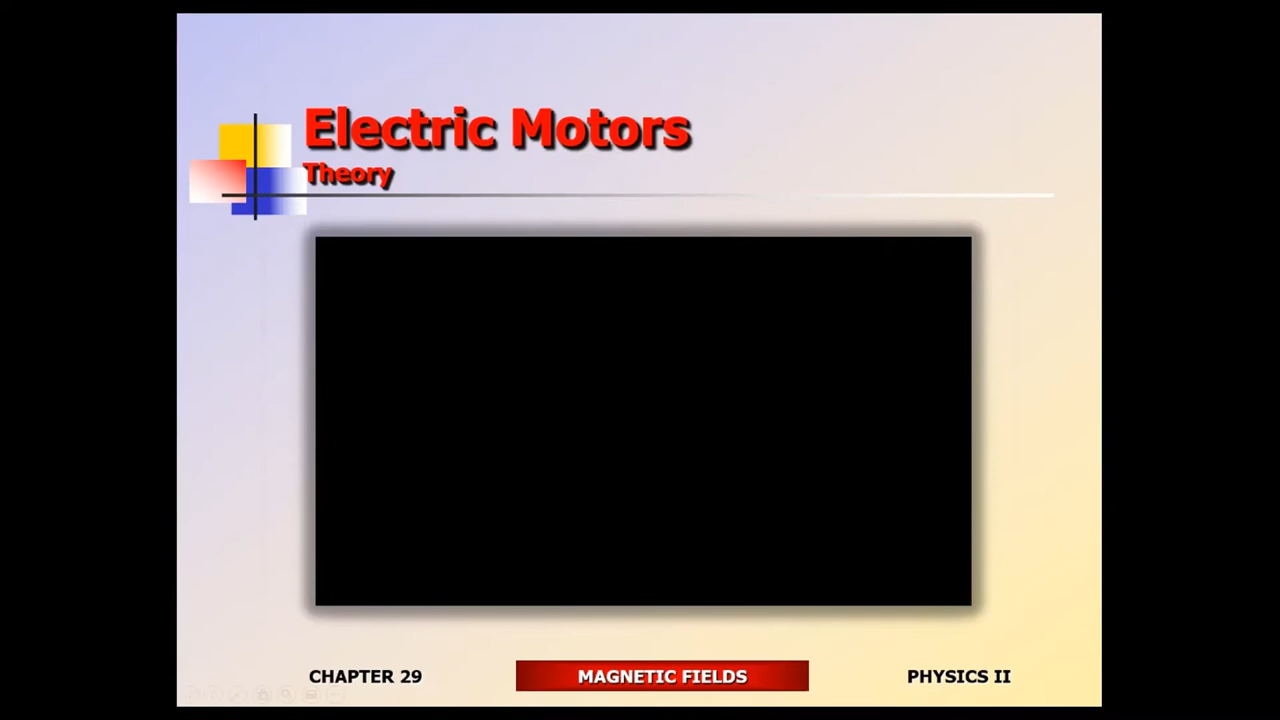 Electric Motors
Theory
CHAPTER 29
MAGNETIC FIELDS
PHYSICS II